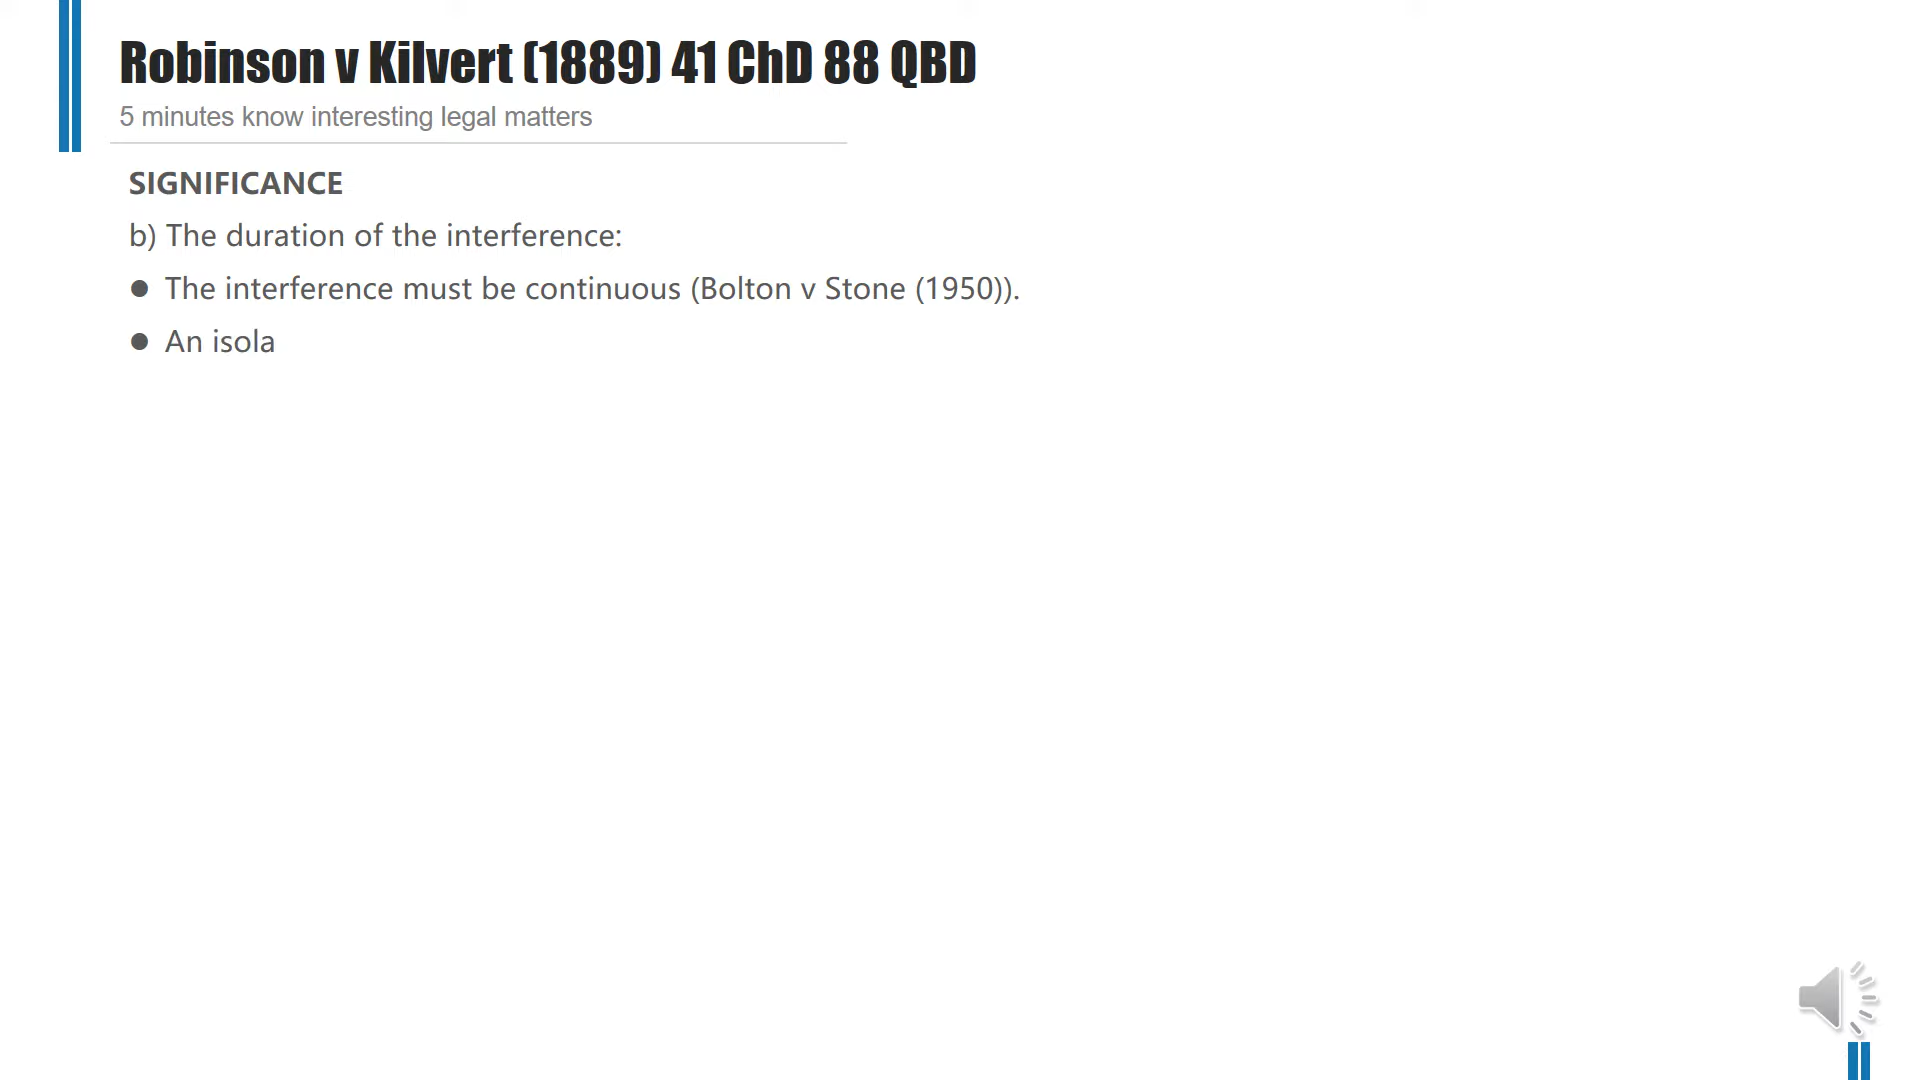 Robinson v Kilvert (1889) 41 ChD 88 QBD
5 minutes know interesting legal matters
SIGNIFICANCE
b) The duration of the interference:
● The interference must be continuous (Bolton v Stone (1950)).
● An isola